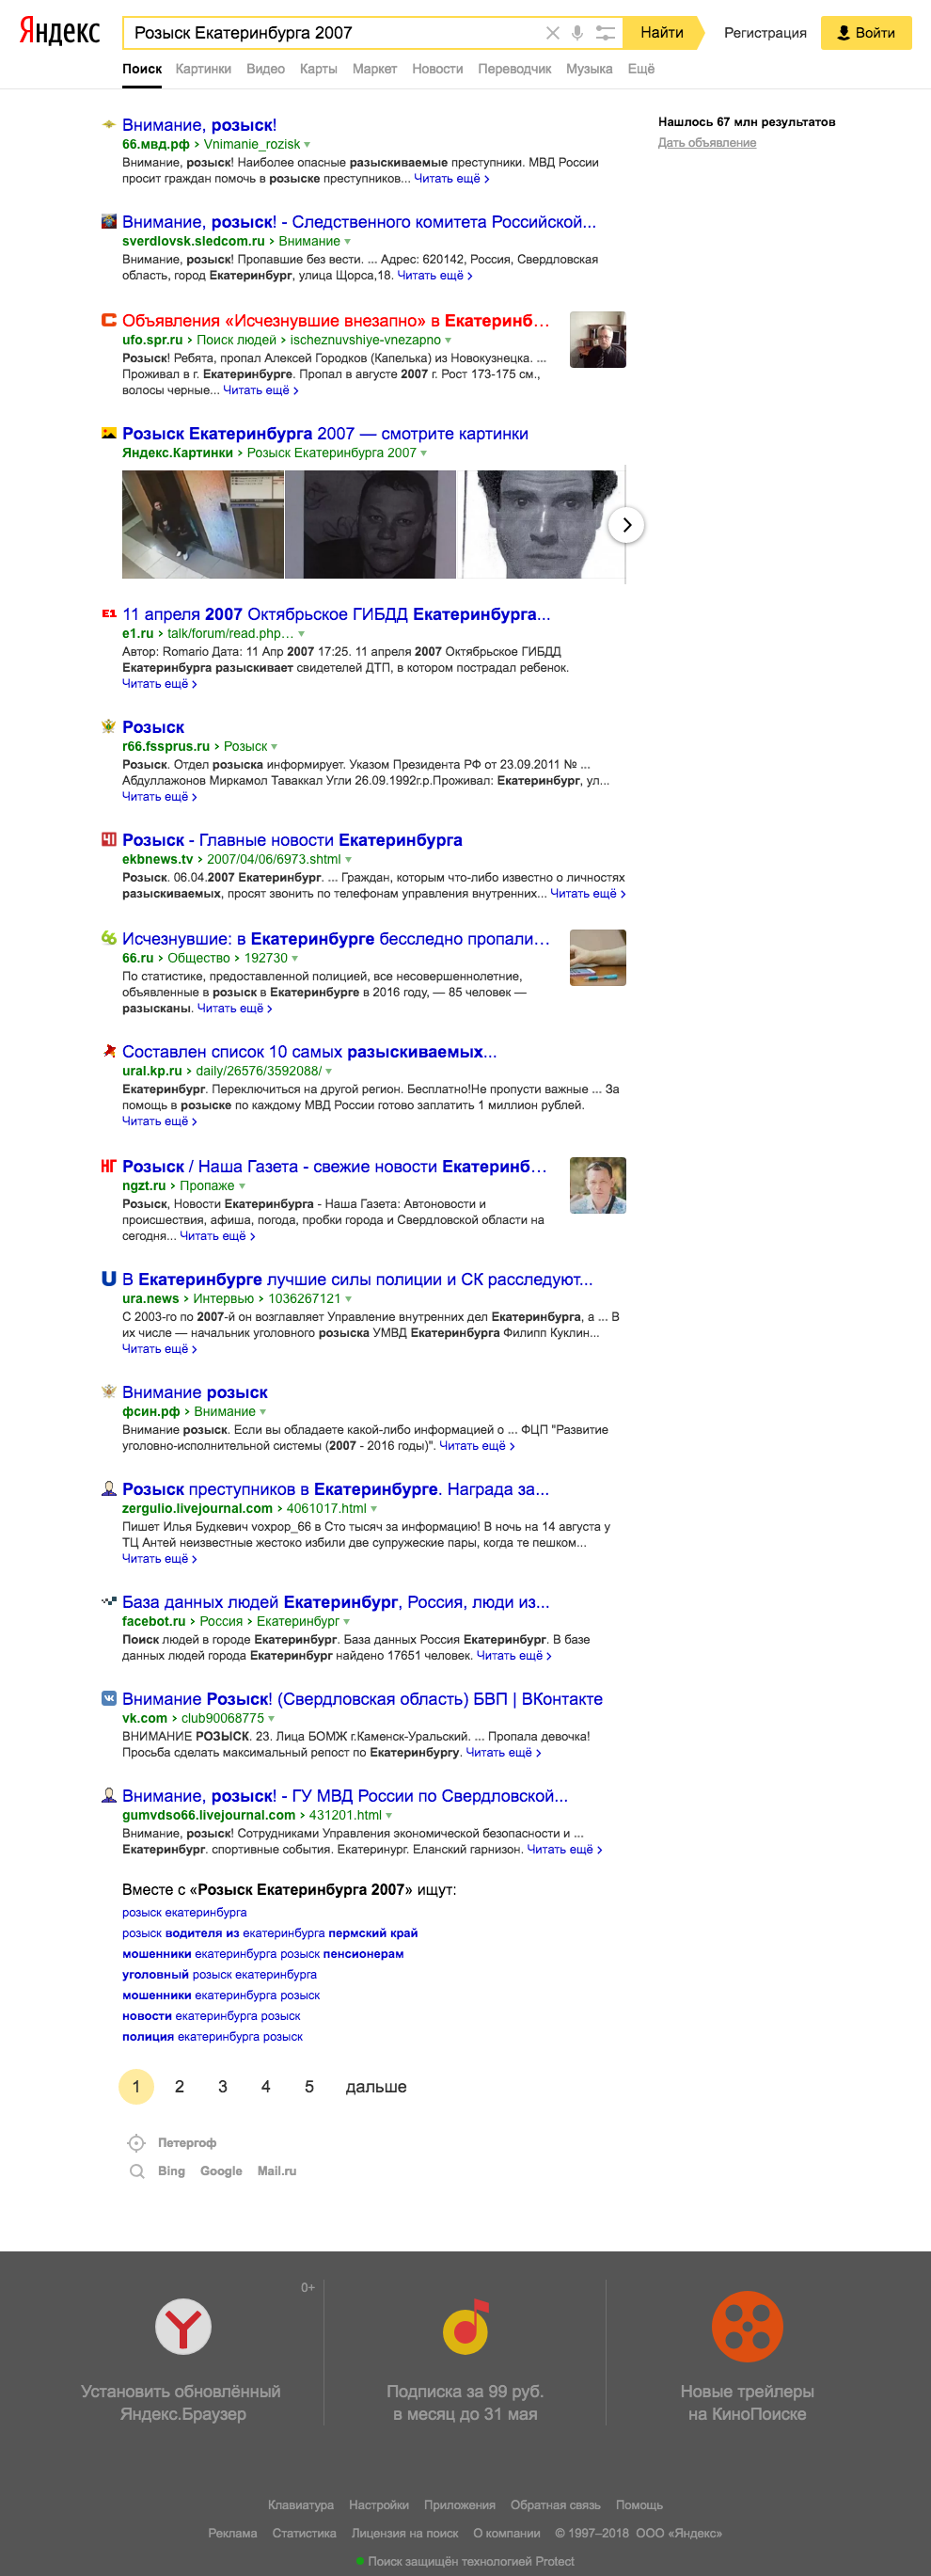 Яндекс
Розыск Екатеринбурга 2007
Найти
Регистрация
Войти
Поиск Картинки Видео Карты Маркет Новости Переводчик Музыка Ещё
Нашлось 67 млн результатов
Дать объявление
Внимание, розыск!
66.мвд.рф › Vnimanie_rozisk
Внимание, розыск! Наиболее опасные разыскиваемые преступники. МВД России
просит граждан помочь в розыске преступников... Читать ещё ›
Внимание, розыск! - Следственного комитета Российской...
sverdlovsk.sledcom.ru › Внимание
Внимание, розыск! Пропавшие без вести. ... Адрес: 620142, Россия, Свердловская
область, город Екатеринбург, улица Щорса,18. Читать ещё ›
Объявления «Исчезнувшие внезапно» в Екатеринб...
ufo.spr.ru › Поиск людей › ischeznuvshiye-vnezapno
Розыск! Ребята, пропал Алексей Городков (Капелька) из Новокузнецка. ...
Проживал в г. Екатеринбурге. Пропал в августе 2007 г. Рост 173-175 см.,
волосы черные... Читать ещё ›
Розыск Екатеринбурга 2007 — смотрите картинки
Яндекс.Картинки › Розыск Екатеринбурга 2007
E1
11 апреля 2007 Октябрьское ГИБДД Екатеринбурга...
e1.ru › talk/forum/read.php...
Автор: Romario Дата: 11 Апр 2007 17:25. 11 апреля 2007 Октябрьское ГИБДД
Екатеринбурга разыскивает свидетелей ДТП, в котором пострадал ребенок.
Читать ещё ›
Розыск
r66.fssprus.ru › Розыск
Розыск. Отдел розыска информирует. Указом Президента РФ от 23.09.2011 № ...
Абдуллажонов Миркамол Таваккал Угли 26.09.1992г.р.Проживал: Екатеринбург, ул...
Читать ещё ›
41
Розыск - Главные новости Екатеринбурга
ekbnews.tv › 2007/04/06/6973.shtml
Розыск. 06.04.2007 Екатеринбург. ... Граждан, которым что-либо известно о личностях
разыскиваемых, просят звонить по телефонам управления внутренних... Читать ещё ›
66
Исчезнувшие: в Екатеринбурге бесследно пропали...
66.ru › Общество › 192730
По статистике, предоставленной полицией, все несовершеннолетние,
объявленные в розыск в Екатеринбурге в 2016 году, — 85 человек —
разысканы. Читать ещё ›
Составлен список 10 самых разыскиваемых...
ural.kp.ru › daily/26576/3592088/
Екатеринбург. Переключиться на другой регион. Бесплатно!Не пропусти важные ... За
помощь в розыске по каждому МВД России готово заплатить 1 миллион рублей.
Читать ещё ›
НГ
Розыск / Наша Газета - свежие новости Екатеринб...
ngzt.ru › Пропаже
Розыск, Новости Екатеринбурга - Наша Газета: Автоновости и
происшествия, афиша, погода, пробки города и Свердловской области на
сегодня... Читать ещё ›
U
В Екатеринбурге лучшие силы полиции и СК расследуют...
ura.news › Интервью › 1036267121
С 2003-го по 2007-й он возглавляет Управление внутренних дел Екатеринбурга, а ... В
их числе — начальник уголовного розыска УМВД Екатеринбурга Филипп Куклин...
Читать ещё ›
Внимание розыск
фсин.рф › Внимание
Внимание розыск. Если вы обладаете какой-либо информацией о ... ФЦП "Развитие
уголовно-исполнительной системы (2007 - 2016 годы)". Читать ещё ›
Розыск преступников в Екатеринбурге. Награда за...
zergulio.livejournal.com › 4061017.html
Пишет Илья Будкевич voxpop_66 в Сто тысяч за информацию! В ночь на 14 августа у
ТЦ Антей неизвестные жестоко избили две супружеские пары, когда те пешком...
Читать ещё ›
База данных людей Екатеринбург, Россия, люди из...
facebot.ru › Россия › Екатеринбург
Поиск людей в городе Екатеринбург. База данных Россия Екатеринбург. В базе
данных людей города Екатеринбург найдено 17651 человек. Читать ещё ›
Внимание Розыск! (Свердловская область) БВП | ВКонтакте
vk.com › club90068775
ВНИМАНИЕ РОЗЫСК. 23. Лица БОМЖ г.Каменск-Уральский. ... Пропала девочка!
Просьба сделать максимальный репост по Екатеринбургу. Читать ещё ›
Внимание, розыск! - ГУ МВД России по Свердловской...
gumvdso66.livejournal.com › 431201.html
Внимание, розыск! Сотрудниками Управления экономической безопасности и ...
Екатеринбург. спортивные события. Екатеринург. Еланский гарнизон. Читать ещё ›
Вместе с «Розыск Екатеринбурга 2007» ищут:
розыск екатеринбурга
розыск водителя из екатеринбурга пермский край
мошенники екатеринбурга розыск пенсионерам
уголовный розыск екатеринбурга
мошенники екатеринбурга розыск
новости екатеринбурга розыск
полиция екатеринбурга розыск
1 2 3 4 5 дальше
Петергоф
Bing Google Mail.ru
0+
Установить обновлённый
Яндекс.Браузер
Подписка за 99 руб.
в месяц до 31 мая
Новые трейлеры
на КиноПоиске
Клавиатура Настройки Приложения Обратная связь Помощь
Реклама Статистика Лицензия на поиск О компании © 1997–2018 ООО «Яндекс»
Поиск защищён технологией Protect